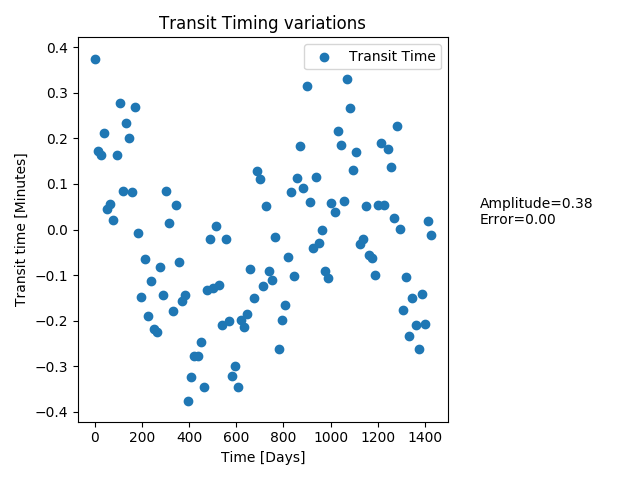 Transit Timing variations
Transit Time
0.4
0.3
0.2
0.1
0.0
−0.1
−0.2
−0.3
−0.4
Transit time [Minutes]
0
200
400
600
800
1000
1200
1400
Time [Days]
Amplitude=0.38
Error=0.00